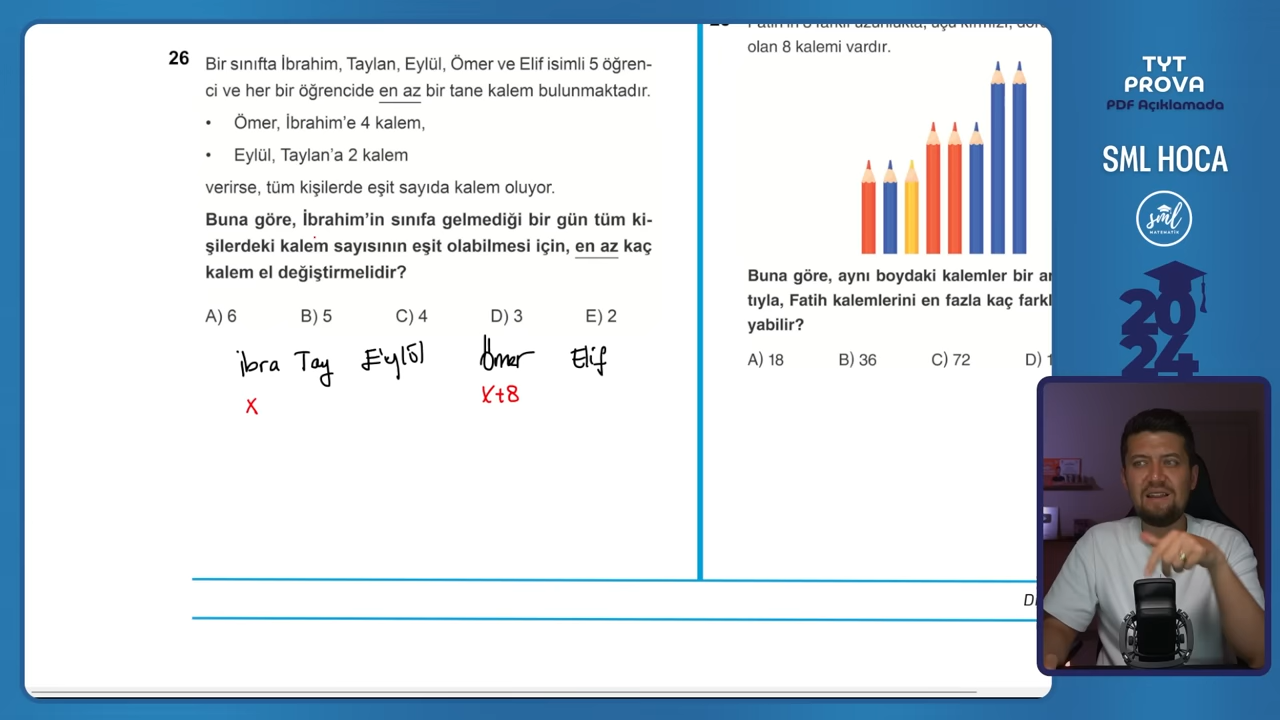 26
Bir sınıfta İbrahim, Taylan, Eylül, Ömer ve Elif isimli 5 öğren-
ci ve her bir öğrencide en az bir tane kalem bulunmaktadır.
• Ömer, İbrahim'e 4 kalem,
• Eylül, Taylan'a 2 kalem
verirse, tüm kişilerde eşit sayıda kalem oluyor.
Buna göre, İbrahim'in sınıfa gelmediği bir gün tüm ki-
şilerdeki kalem sayısının eşit olabilmesi için, en az kaç
kalem el değiştirmelidir?
A) 6 B) 5 C) 4 D) 3 E) 2
ibra Tay Eylül Ömer Elif
x x+8
olan 8 kalemi vardır.
Buna göre, aynı boydaki kalemler bir
tıyla, Fatih kalemlerini en fazla kaç
yabilir?
A) 18 B) 36 C) 72 D)
TYT
PROVA
PDF Açıklamada
SML HOCA
sml
MATEMATİK
20
24